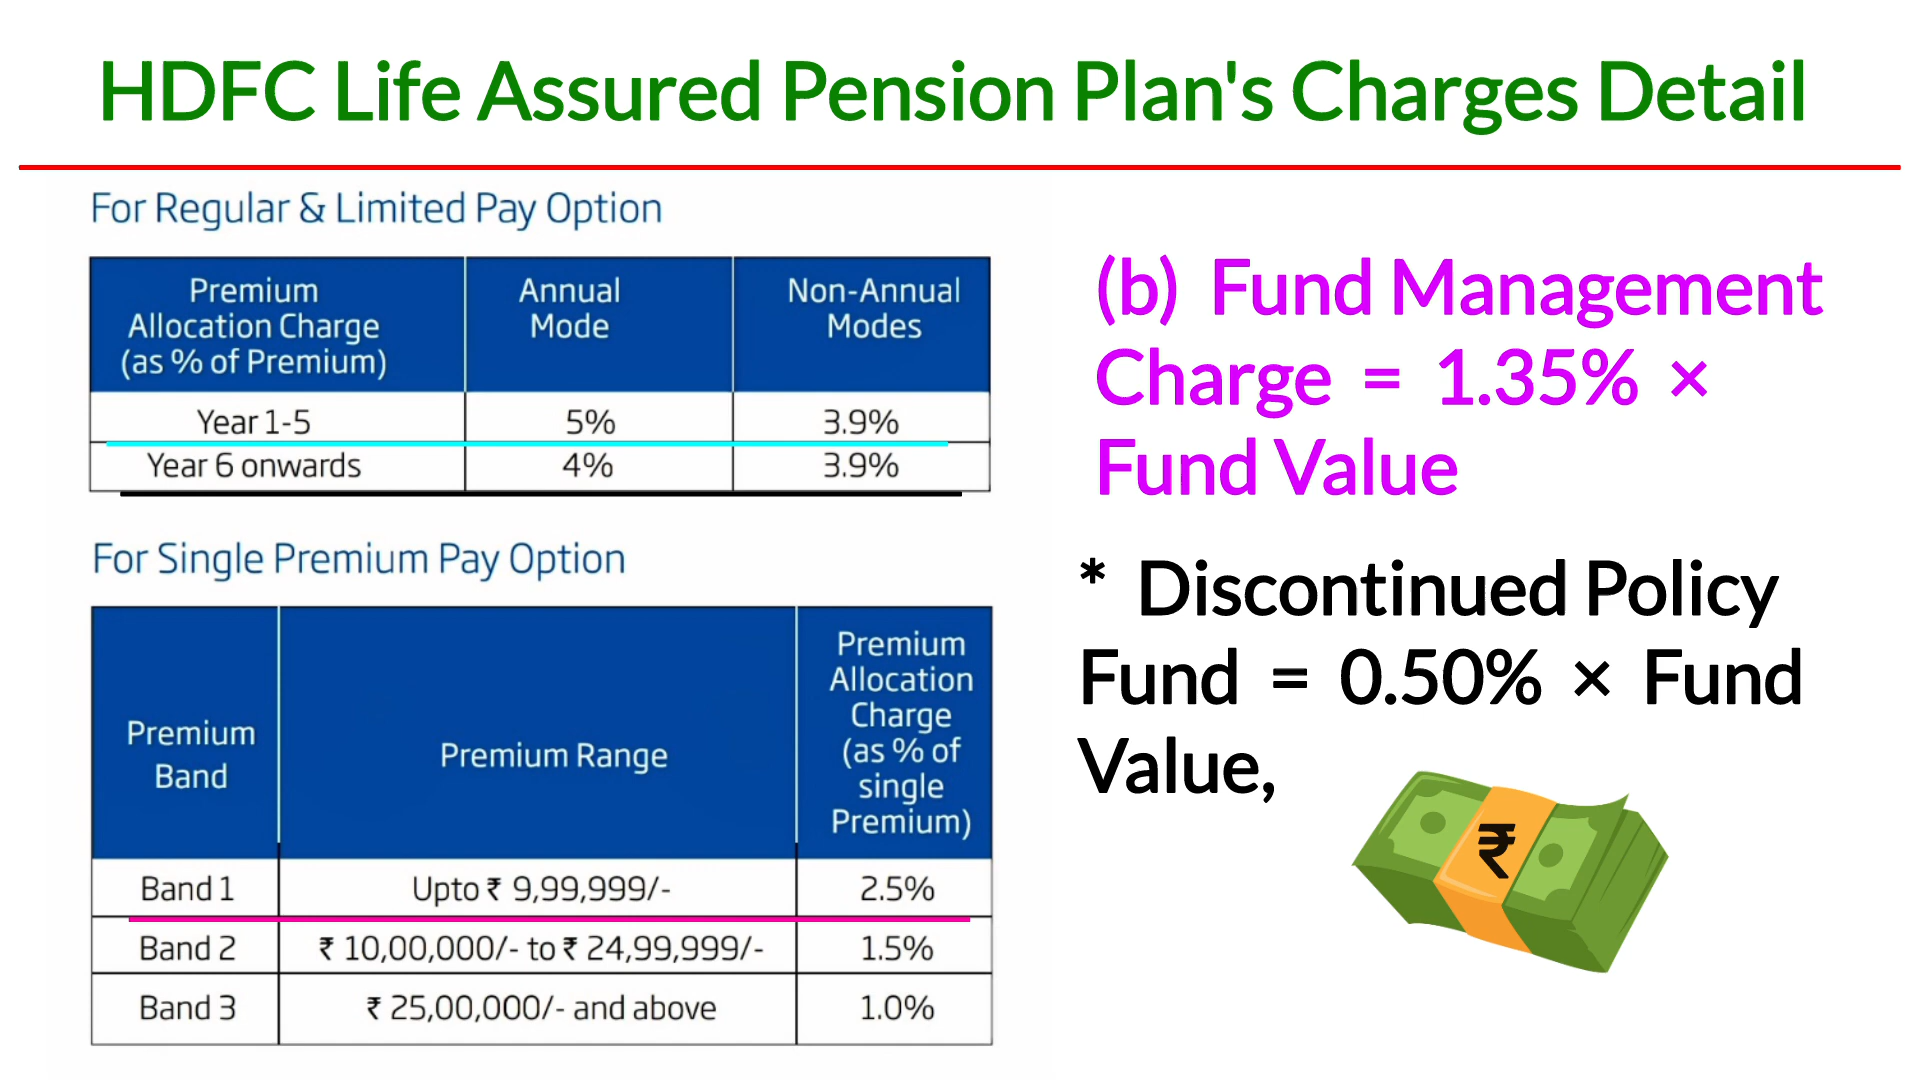 HDFC Life Assured Pension Plan's Charges Detail
For Regular & Limited Pay Option
Premium
Allocation Charge
(as % of Premium)
Annual
Mode
Non-Annual
Modes
Year 1-5 5% 3.9%
Year 6 onwards 4% 3.9%
For Single Premium Pay Option
Premium
Band
Premium Range
Premium
Allocation
Charge
(as % of
single
Premium)
Band 1 Upto ₹ 9,99,999/- 2.5%
Band 2 ₹ 10,00,000/- to ₹ 24,99,999/- 1.5%
Band 3 ₹ 25,00,000/- and above 1.0%
(b) Fund Management
Charge = 1.35% ×
Fund Value
* Discontinued Policy
Fund = 0.50% × Fund
Value,
₹